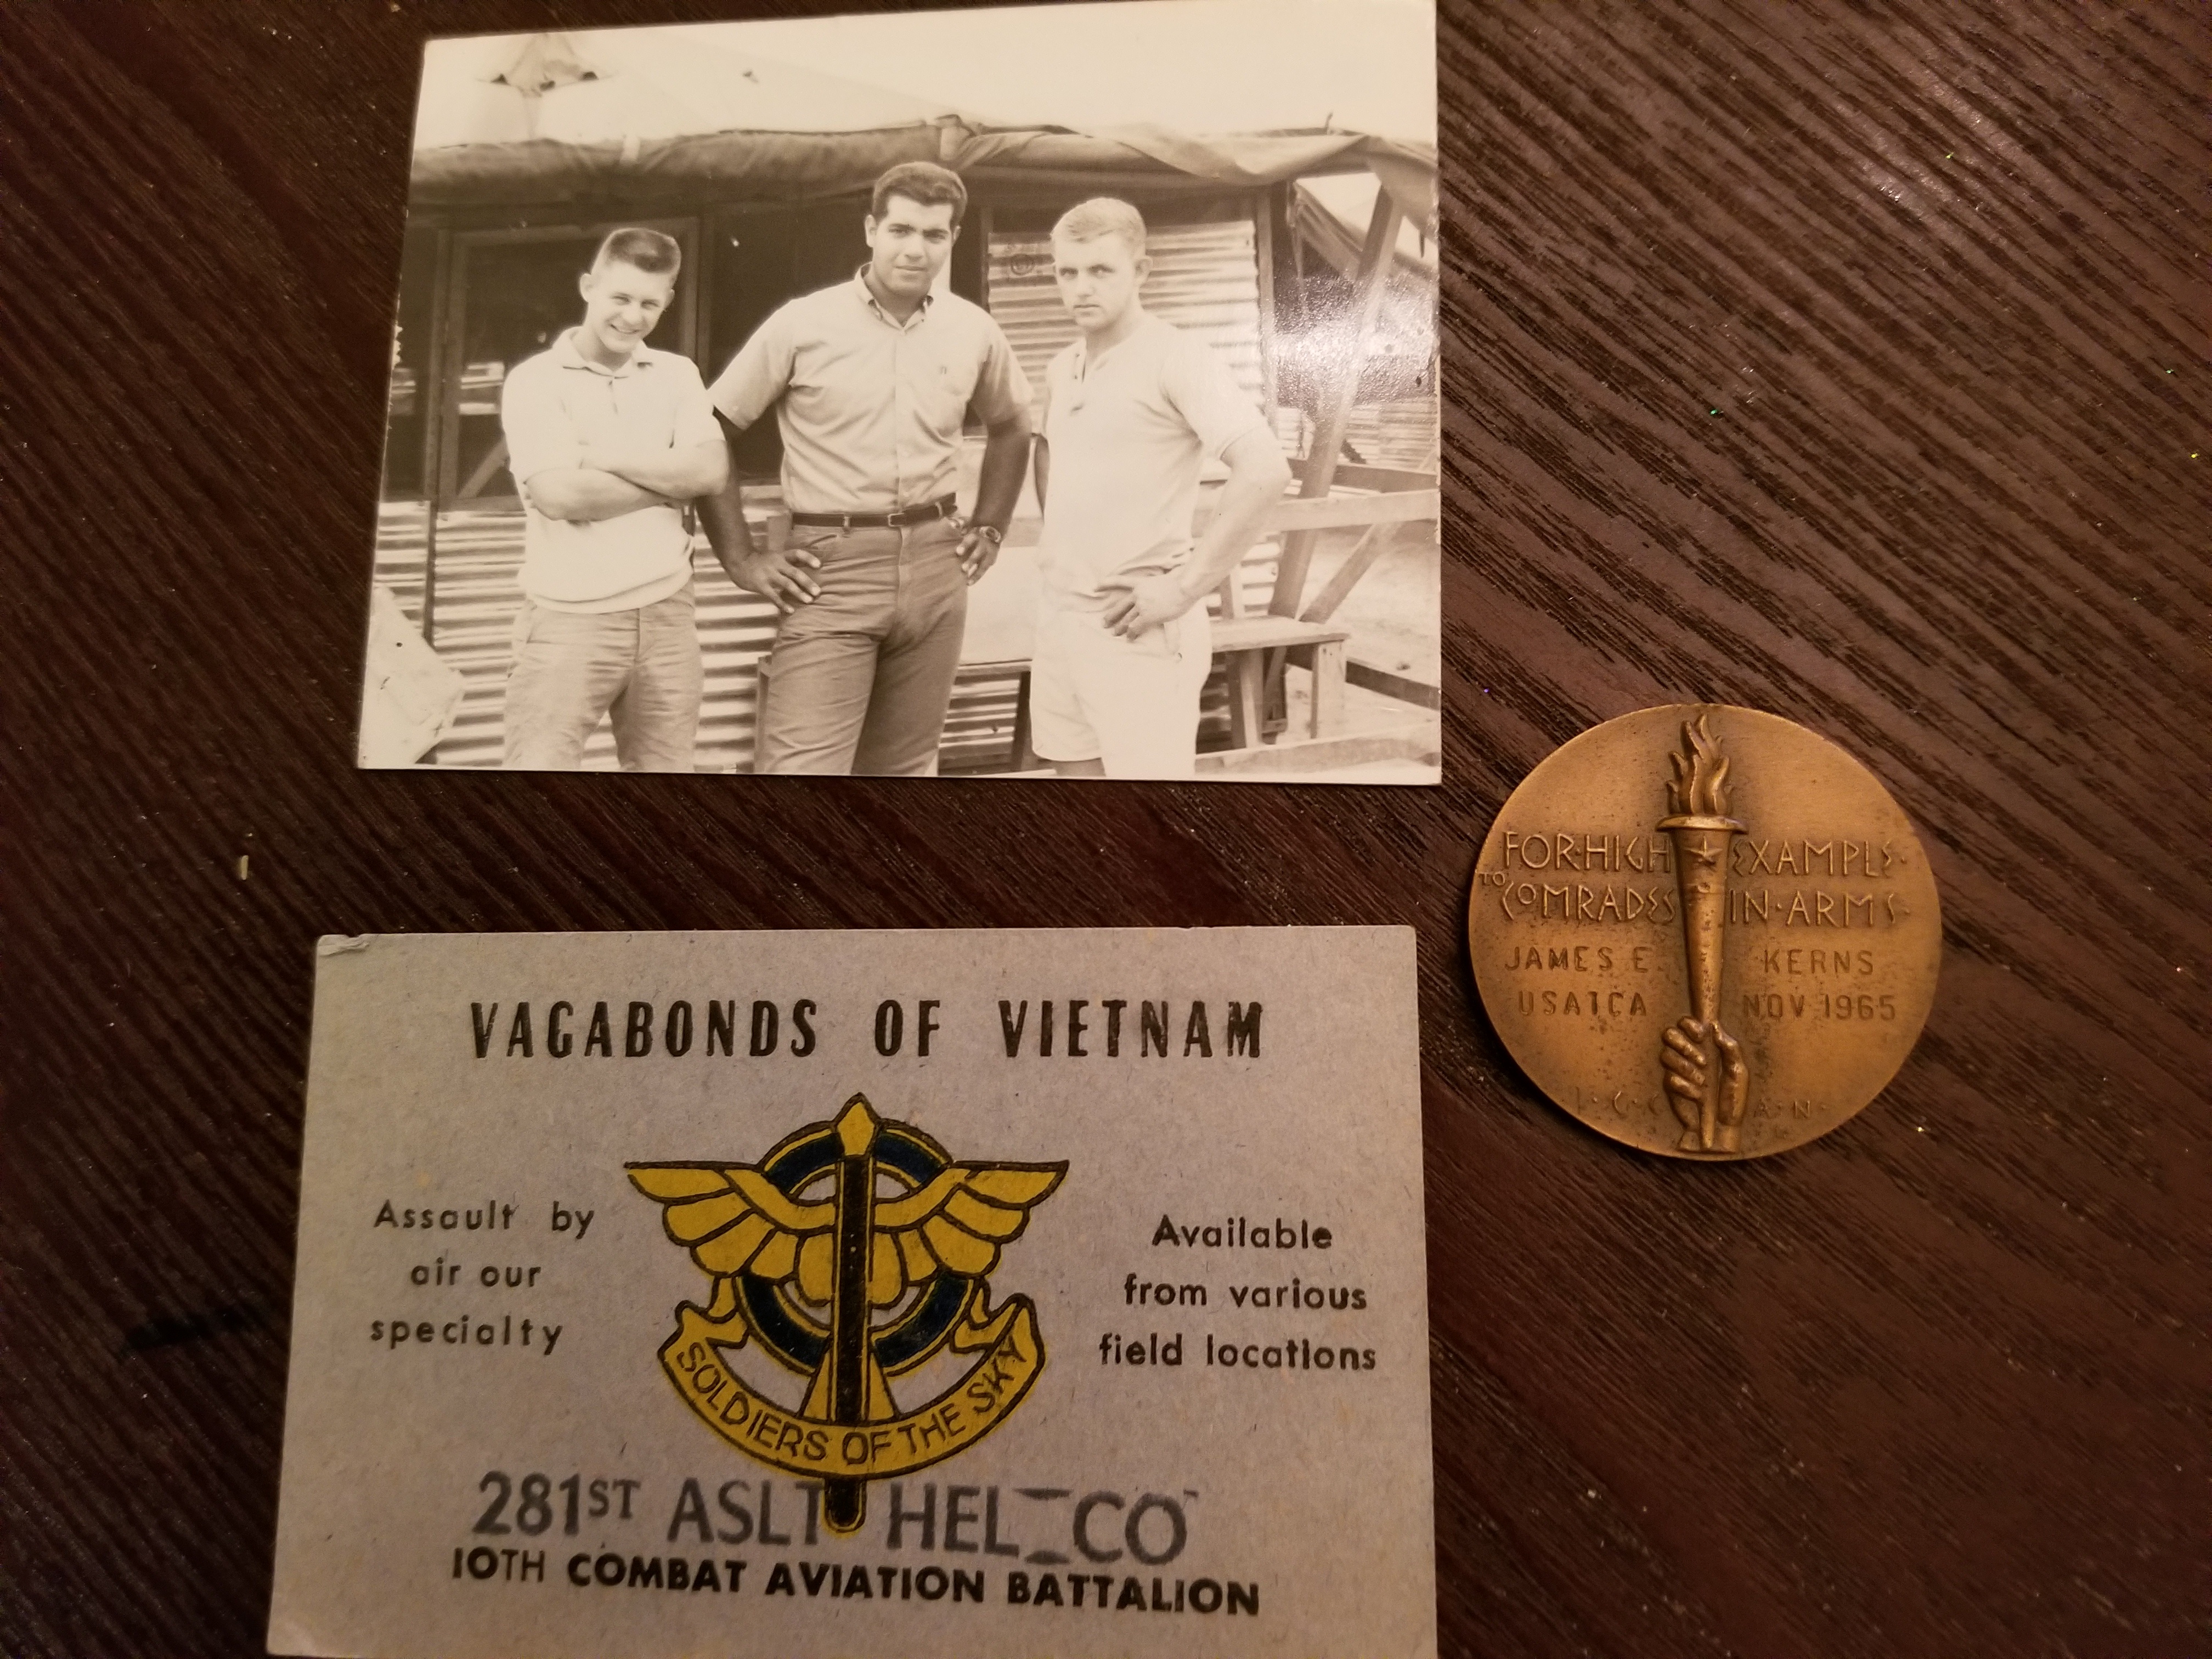 FOR·HIGH EXAMPLE·
TO COMRADES IN·ARMS·
JAMES E. KERNS
USATCA NOV 1965
VAGABONDS OF VIETNAM
Assault by
air our
specialty
Available
from various
field locations
SOLDIERS OF THE SKY
281ST ASLT HEL CO
10TH COMBAT AVIATION BATTALION